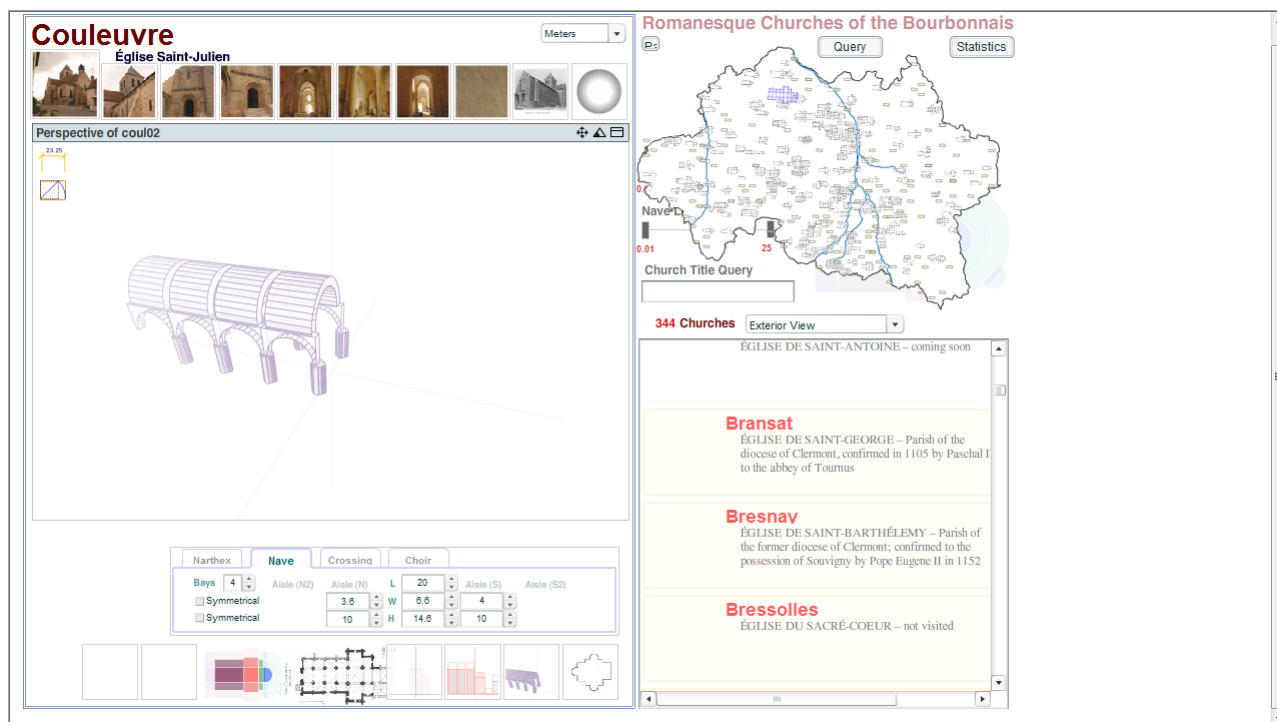 Couleuvre
Église Saint-Julien
Meters
Perspective of coul02
23.25
Narthex Nave Crossing Choir
Bays 4 Aisle (N2) Aisle (N) L 20 Aisle (S) Aisle (S2)
Symmetrical 3.6 W 6.6 4
Symmetrical 10 H 14.6 10
Romanesque Churches of the Bourbonnais
Query Statistics
Nave L
0.01 25
Church Title Query
344 Churches Exterior View
ÉGLISE DE SAINT-ANTOINE – coming soon
Bransat
ÉGLISE DE SAINT-GEORGE – Parish of the
diocese of Clermont, confirmed in 1105 by Paschal I
to the abbey of Tournus
Bresnay
ÉGLISE DE SAINT-BARTHÉLEMY – Parish of
the former diocese of Clermont; confirmed to the
possession of Souvigny by Pope Eugene II in 1152
Bressolles
ÉGLISE DU SACRÉ-COEUR – not visited